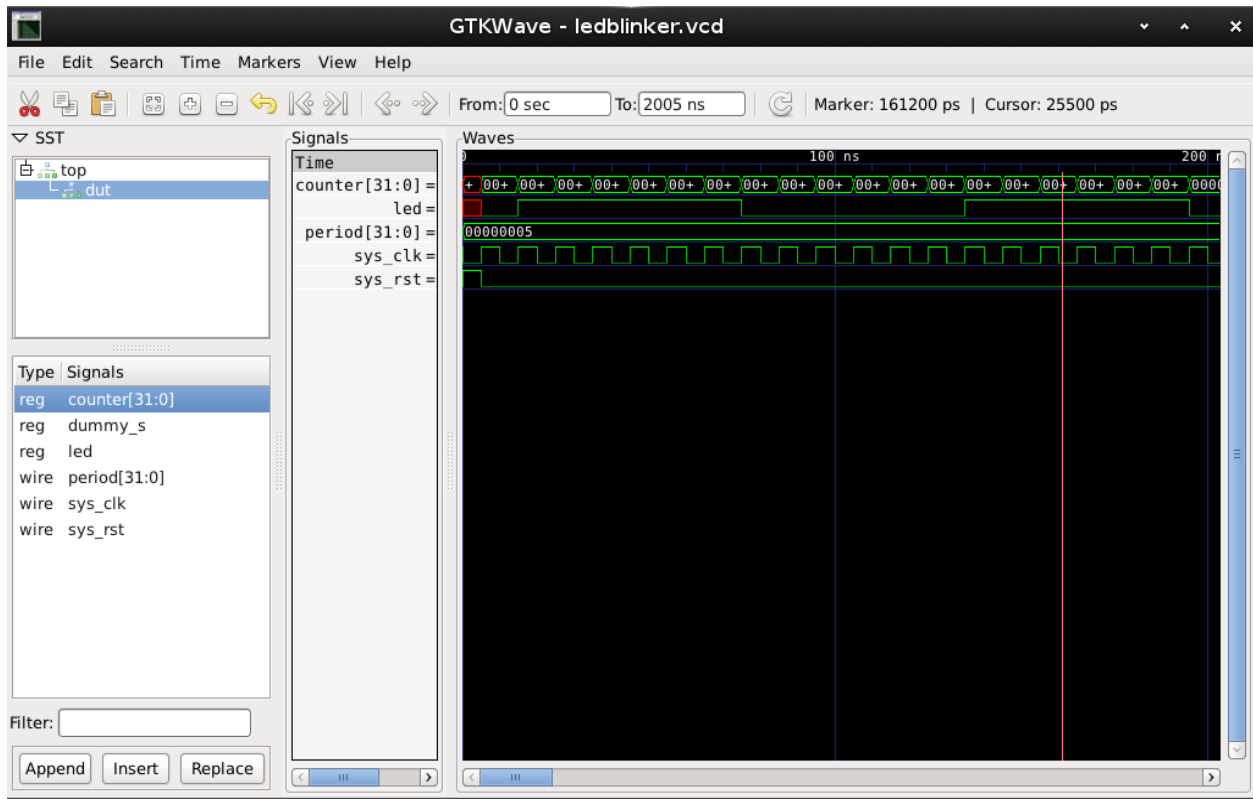 GTKWave - ledblinker.vcd
File Edit Search Time Markers View Help
From: 0 sec To: 2005 ns Marker: 161200 ps | Cursor: 25500 ps
SST
top
dut
Type Signals
reg counter[31:0]
reg dummy_s
reg led
wire period[31:0]
wire sys_clk
wire sys_rst
Filter:
Append Insert Replace
Signals
Time
counter[31:0] =
led =
period[31:0] =
sys_clk =
sys_rst =
Waves
0 100 ns 200
+ 00+ 00+ 00+ 00+ 00+ 00+ 00+ 00+ 00+ 00+ 00+ 00+ 00+ 00+ 00+ 00+ 00+ 00+ 00+ 0000
00000005